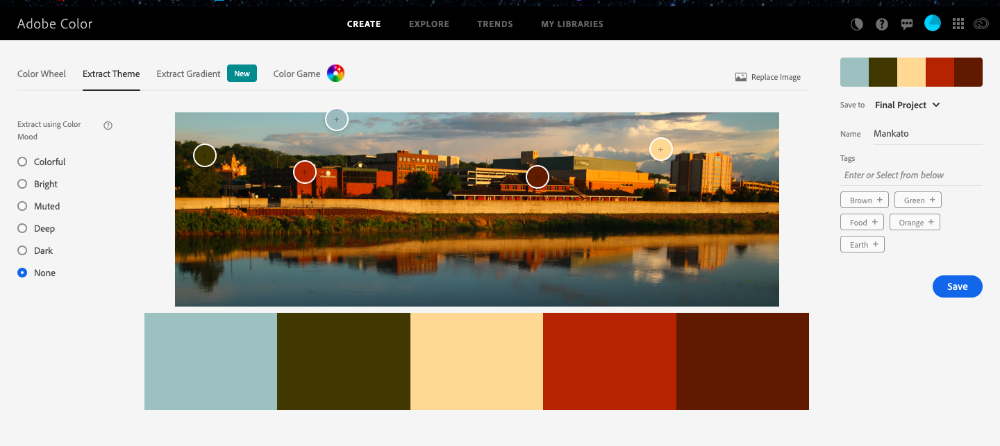 Adobe Color
CREATE EXPLORE TRENDS MY LIBRARIES
Color Wheel Extract Theme Extract Gradient New Color Game
Replace Image
Save to Final Project
Extract using Color
Mood
Name Mankato
Colorful
Bright
Muted
Deep
Dark
None
Tags
Enter or Select from below
Brown + Green +
Food + Orange +
Earth +
Save